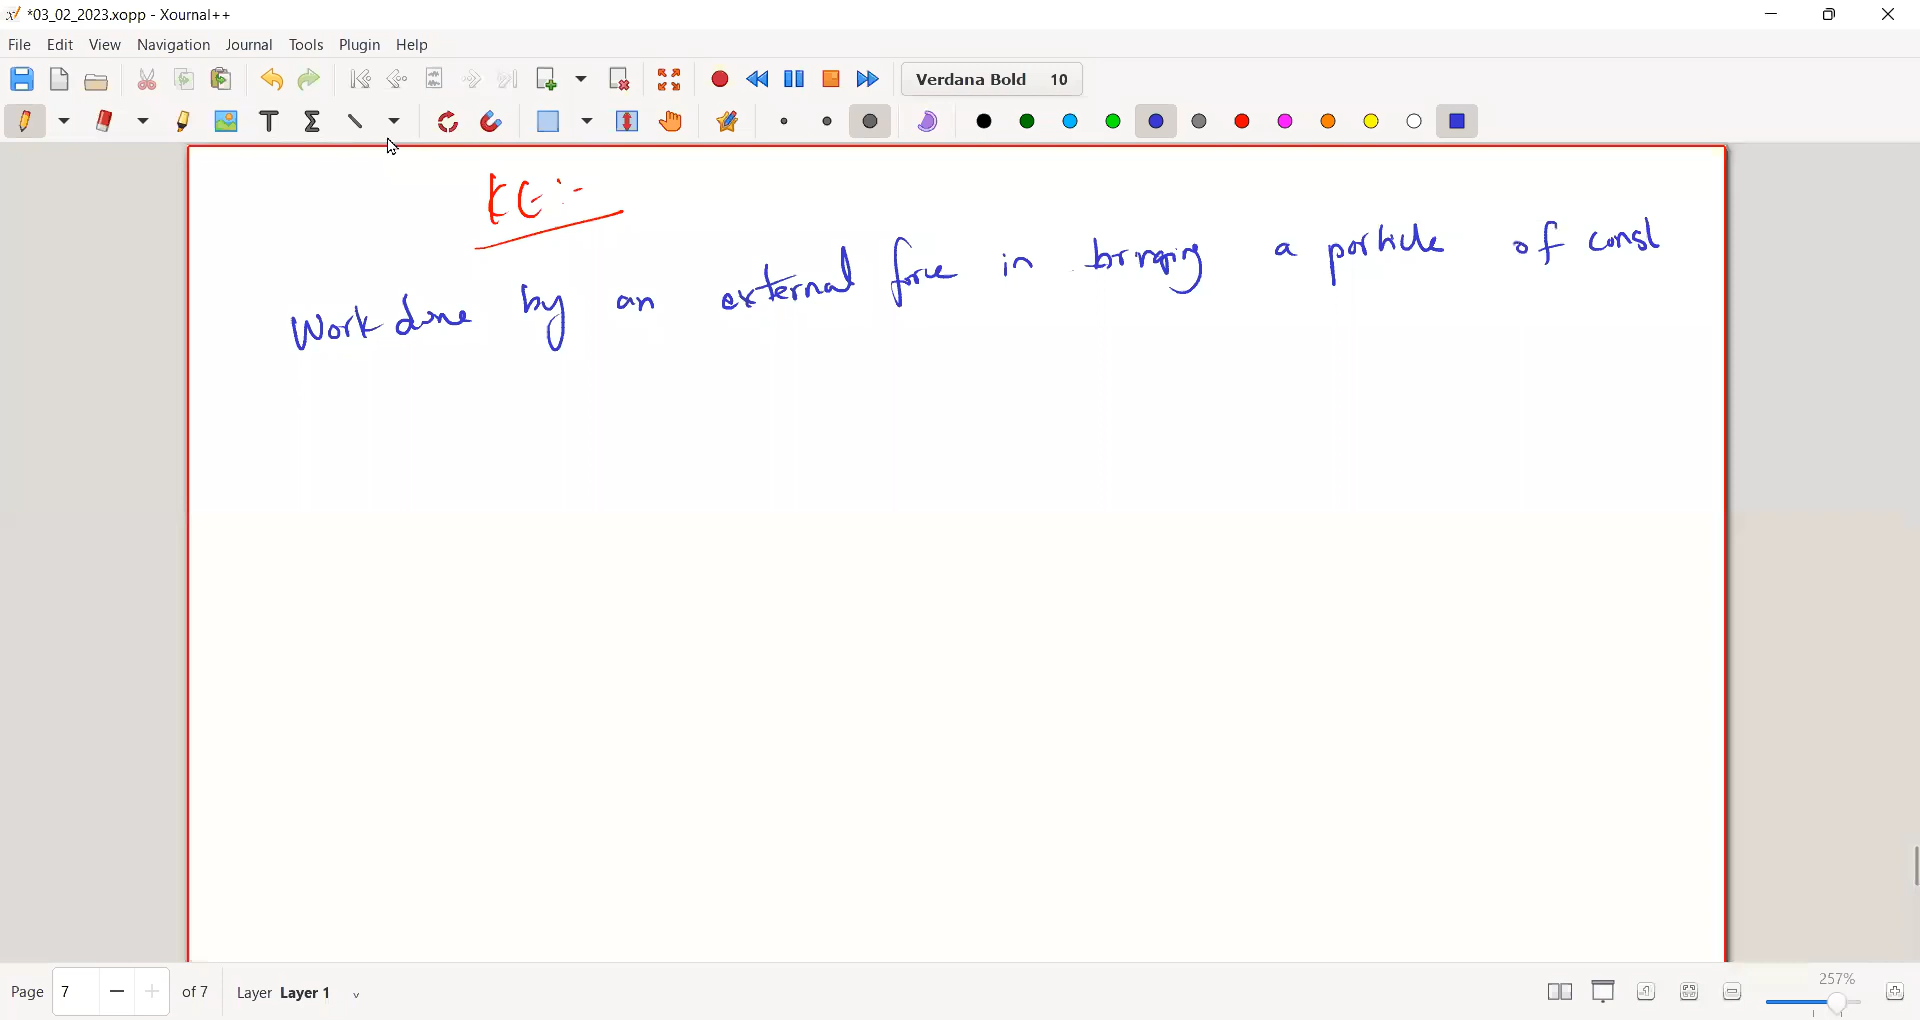 *03_02_2023.xopp - Xournal++
File Edit View Navigation Journal Tools Plugin Help
Verdana Bold 10
KE :-
Work done by an external force in bringing a particle of const
Page 7 of 7 Layer Layer 1 257%